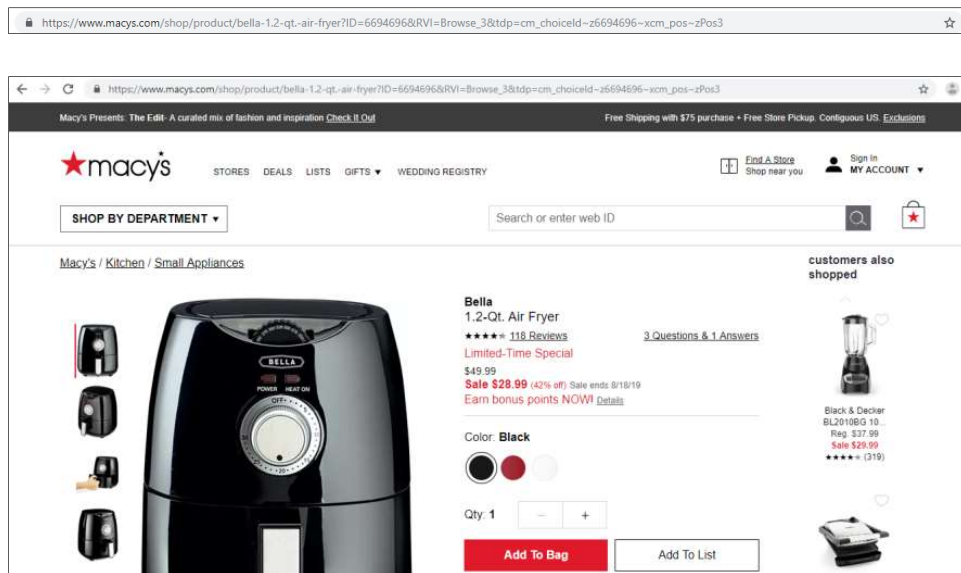 https://www.macys.com/shop/product/bella-1.2-qt.-air-fryer?ID=6694696&RVI=Browse_3&tdp=cm_choiceId~z6694696~xcm_pos~zPos3
https://www.macys.com/shop/product/bella-1.2-qt.-air-fryer?ID=6694696&RVI=Browse_3&tdp=cm_choiceId~z6694696~xcm_pos~zPos3
Macy's Presents: The Edit- A curated mix of fashion and inspiration Check It Out
Free Shipping with $75 purchase + Free Store Pickup. Contiguous US. Exclusions
macy's
STORES DEALS LISTS GIFTS WEDDING REGISTRY
Find A Store
Shop near you
Sign In
MY ACCOUNT
SHOP BY DEPARTMENT
Search or enter web ID
Macy's / Kitchen / Small Appliances
Bella
1.2-Qt. Air Fryer
118 Reviews
3 Questions & 1 Answers
Limited-Time Special
$49.99
Sale $28.99 (42% off) Sale ends 8/18/19
Earn bonus points NOW! Details
Color: Black
Qty: 1 - +
Add To Bag
Add To List
BELLA
POWER HEAT ON
OFF
customers also
shopped
Black & Decker
BL2010BG 10...
Reg. $37.99
Sale $29.99
(319)